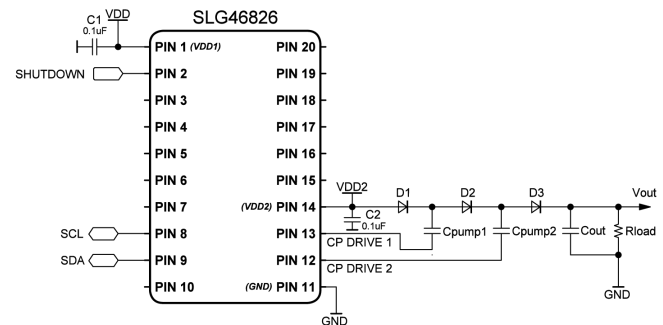 SLG46826
C1
0.1uF
VDD
PIN 1 (VDD1)
PIN 20
SHUTDOWN
PIN 2
PIN 19
PIN 3
PIN 18
PIN 4
PIN 17
PIN 5
PIN 16
PIN 6
PIN 15
VDD2
D1
D2
D3
Vout
PIN 7
(VDD2) PIN 14
C2
0.1uF
Cpump1
Cpump2
Cout
Rload
SCL
PIN 8
PIN 13
CP DRIVE 1
SDA
PIN 9
PIN 12
CP DRIVE 2
PIN 10
(GND) PIN 11
GND
GND